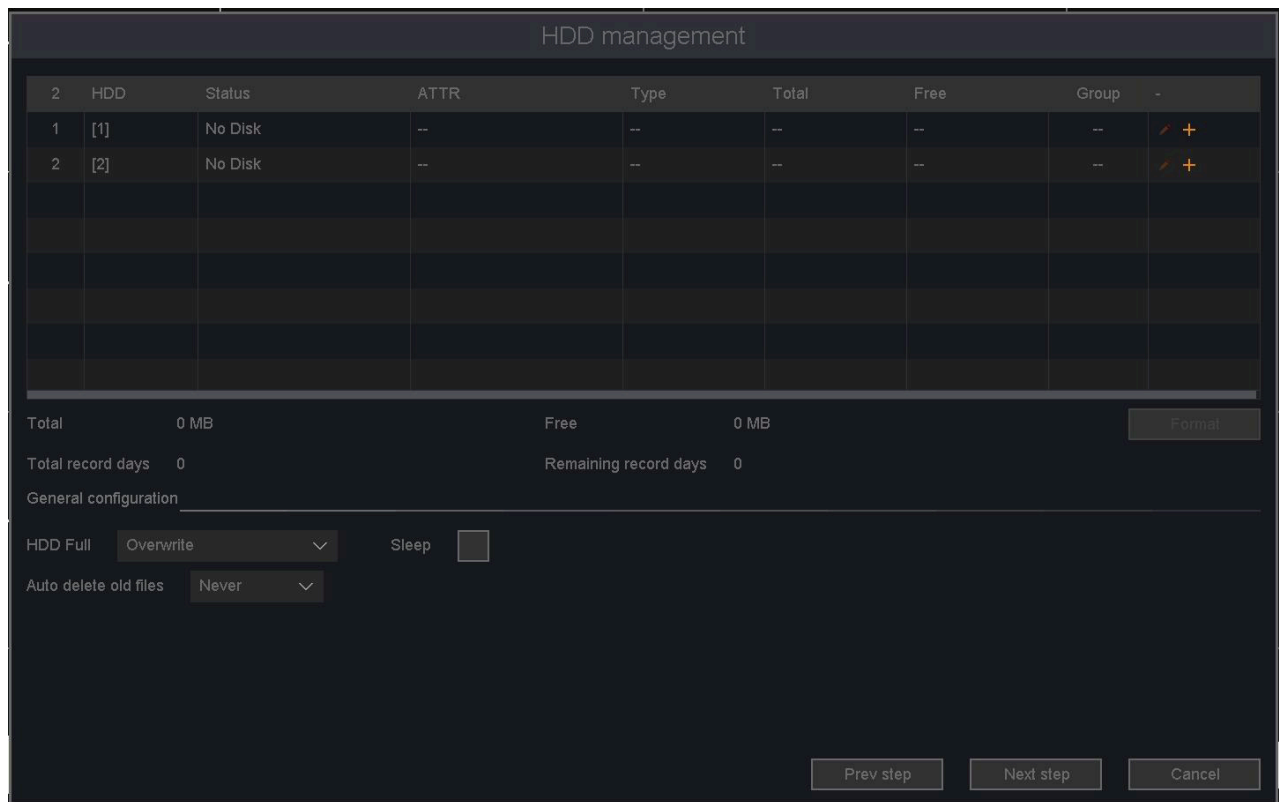 HDD management
2 HDD Status ATTR Type Total Free Group -
1 [1] No Disk -- -- -- -- --
2 [2] No Disk -- -- -- -- --
Total 0 MB Free 0 MB Format
Total record days 0 Remaining record days 0
General configuration
HDD Full Overwrite Sleep
Auto delete old files Never
Prev step Next step Cancel